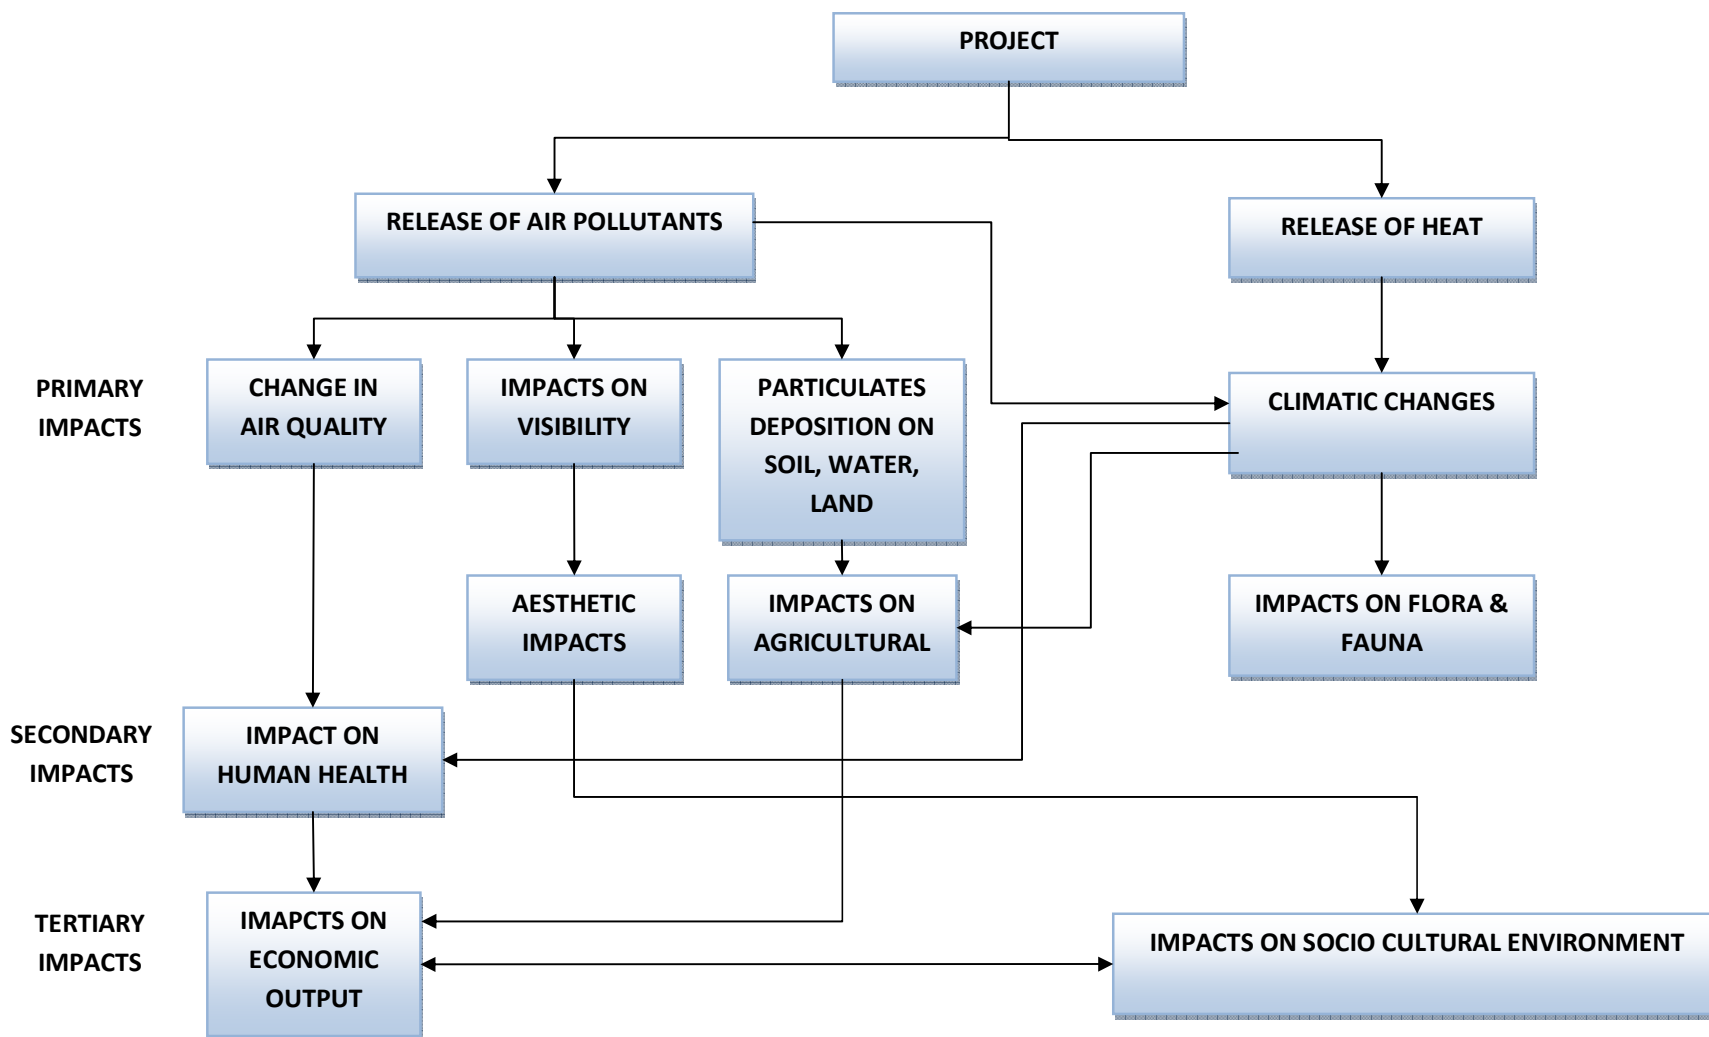 PROJECT
RELEASE OF AIR POLLUTANTS
RELEASE OF HEAT
PRIMARY
IMPACTS
CHANGE IN
AIR QUALITY
IMPACTS ON
VISIBILITY
PARTICULATES
DEPOSITION ON
SOIL, WATER,
LAND
CLIMATIC CHANGES
AESTHETIC
IMPACTS
IMPACTS ON
AGRICULTURAL
IMPACTS ON FLORA &
FAUNA
SECONDARY
IMPACTS
IMPACT ON
HUMAN HEALTH
TERTIARY
IMPACTS
IMAPCTS ON
ECONOMIC
OUTPUT
IMPACTS ON SOCIO CULTURAL ENVIRONMENT